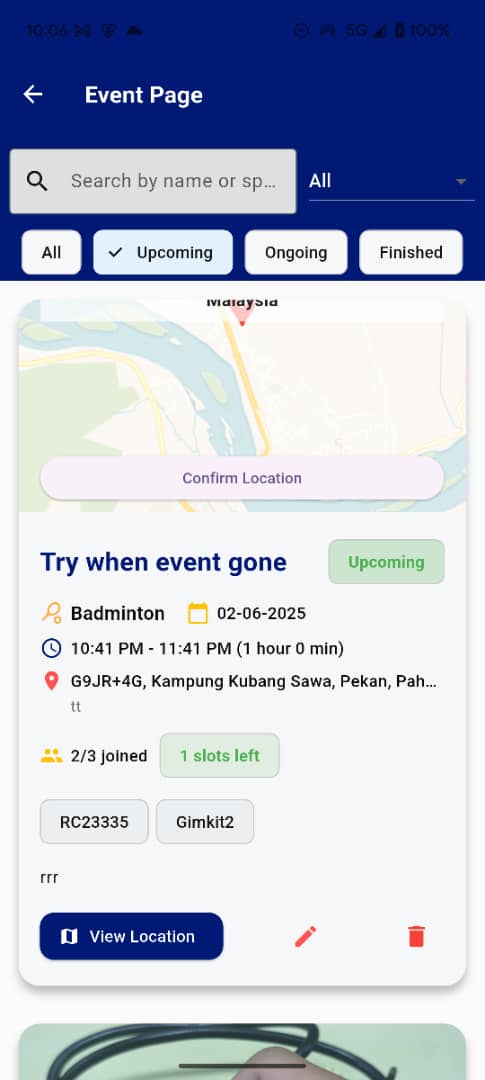 10:06
5G 100%
Event Page
Search by name or sp...
All
All
Upcoming
Ongoing
Finished
Malaysia
Confirm Location
Try when event gone
Upcoming
Badminton
02-06-2025
10:41 PM - 11:41 PM (1 hour 0 min)
G9JR+4G, Kampung Kubang Sawa, Pekan, Pah...
tt
2/3 joined
1 slots left
RC23335
Gimkit2
rrr
View Location